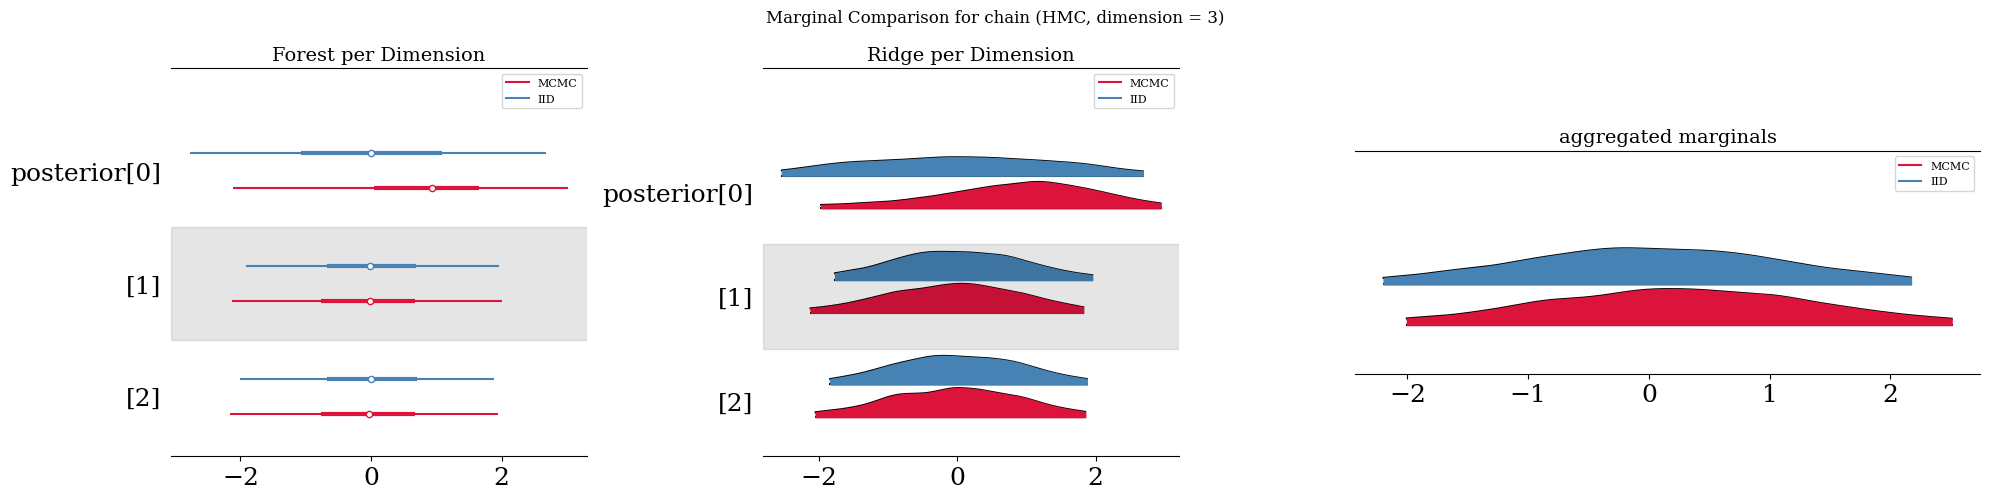 Marginal Comparison for chain (HMC, dimension = 3)
Forest per Dimension
MCMC
IID
posterior[0]
[1]
[2]
−2 0 2
Ridge per Dimension
MCMC
IID
posterior[0]
[1]
[2]
−2 0 2
aggregated marginals
MCMC
IID
−2 −1 0 1 2